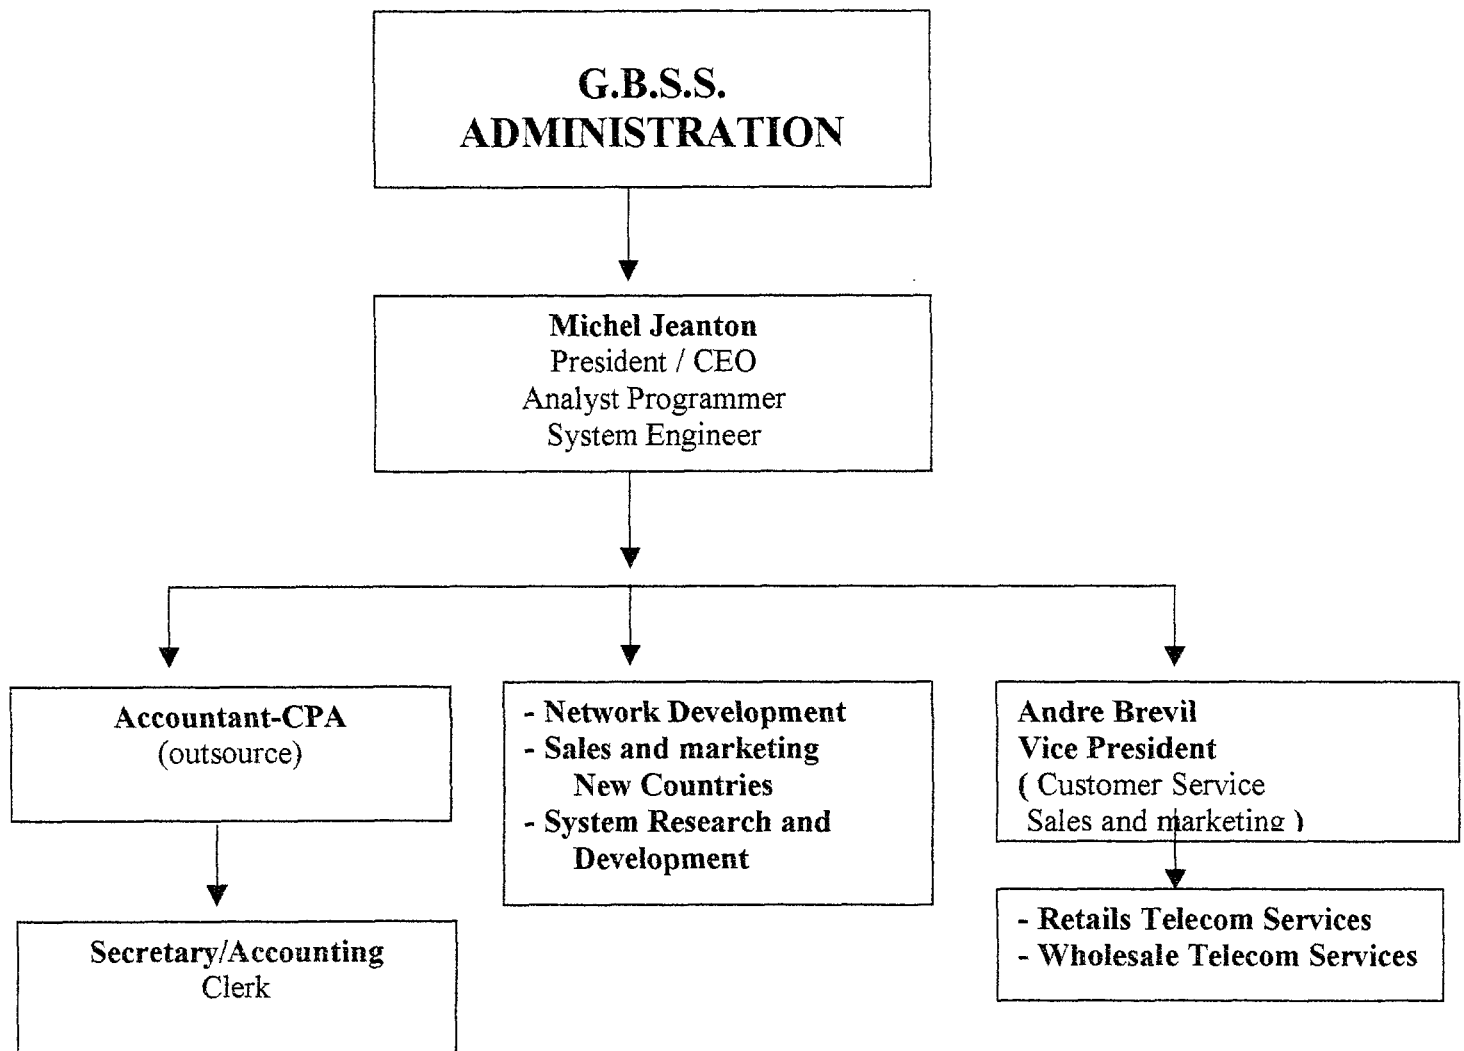 G.B.S.S.
ADMINISTRATION
Michel Jeanton
President / CEO
Analyst Programmer
System Engineer
Accountant-CPA
(outsource)
- Network Development
- Sales and marketing
New Countries
- System Research and
Development
Andre Brevil
Vice President
( Customer Service
Sales and marketing )
Secretary/Accounting
Clerk
- Retails Telecom Services
- Wholesale Telecom Services